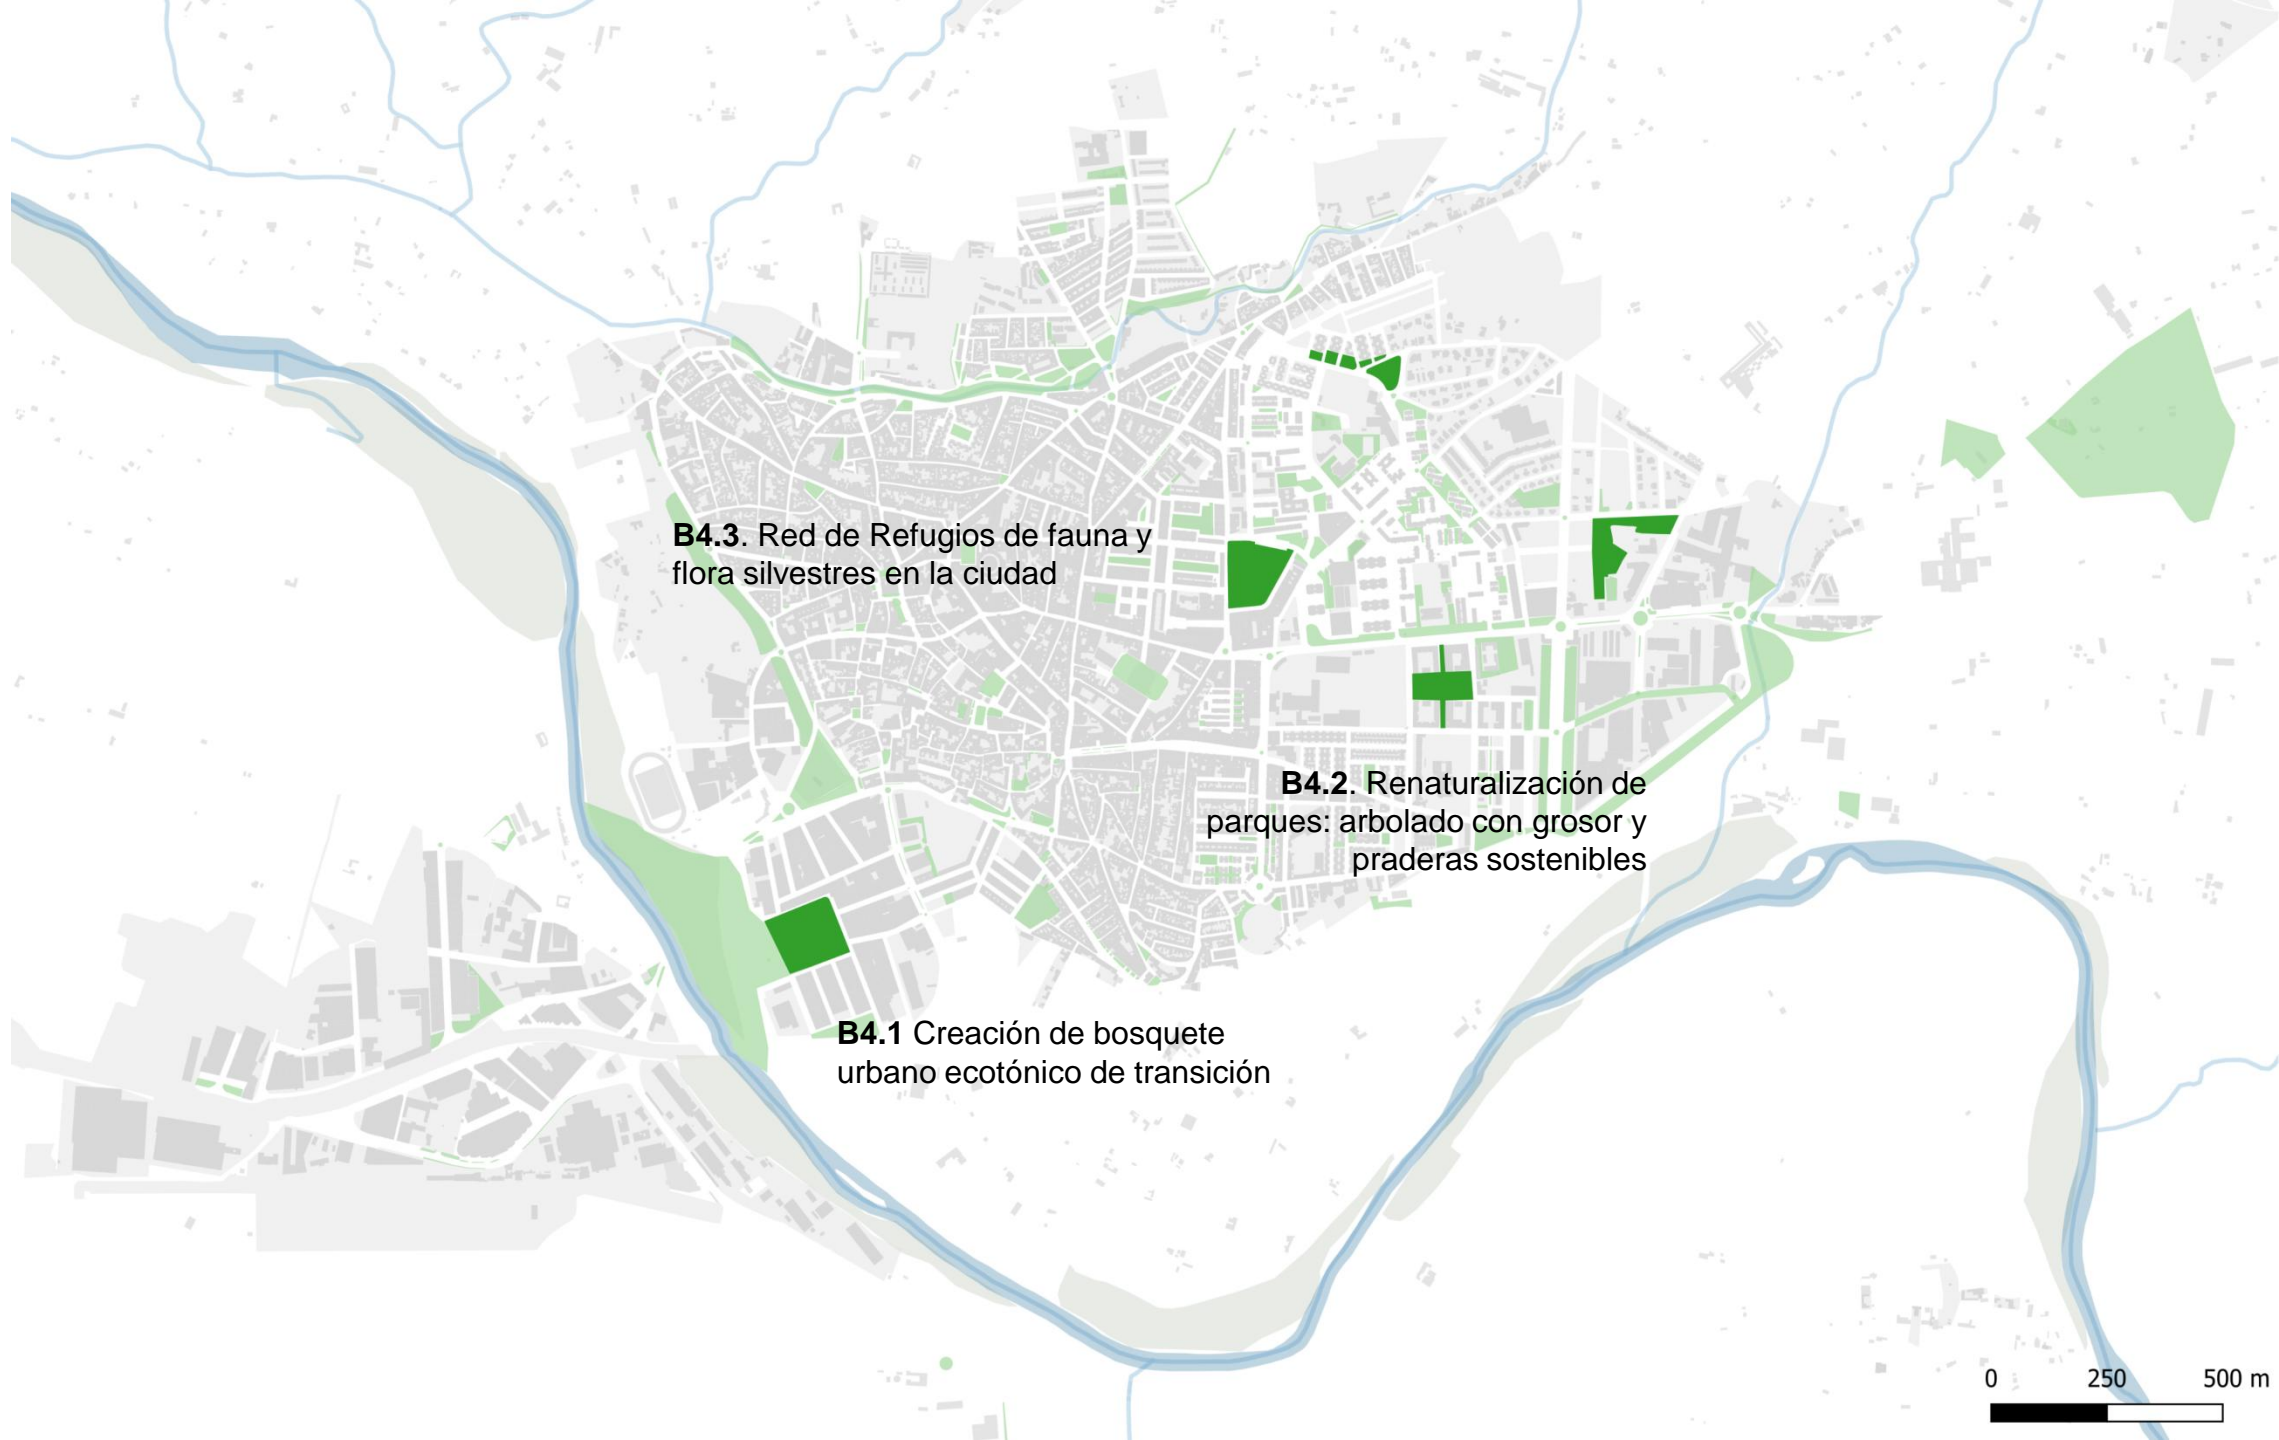 B4.3. Red de Refugios de fauna y
flora silvestres en la ciudad
B4.2. Renaturalización de
parques: arbolado con grosor y
praderas sostenibles
B4.1 Creación de bosquete
urbano ecotónico de transición
0 250 500 m